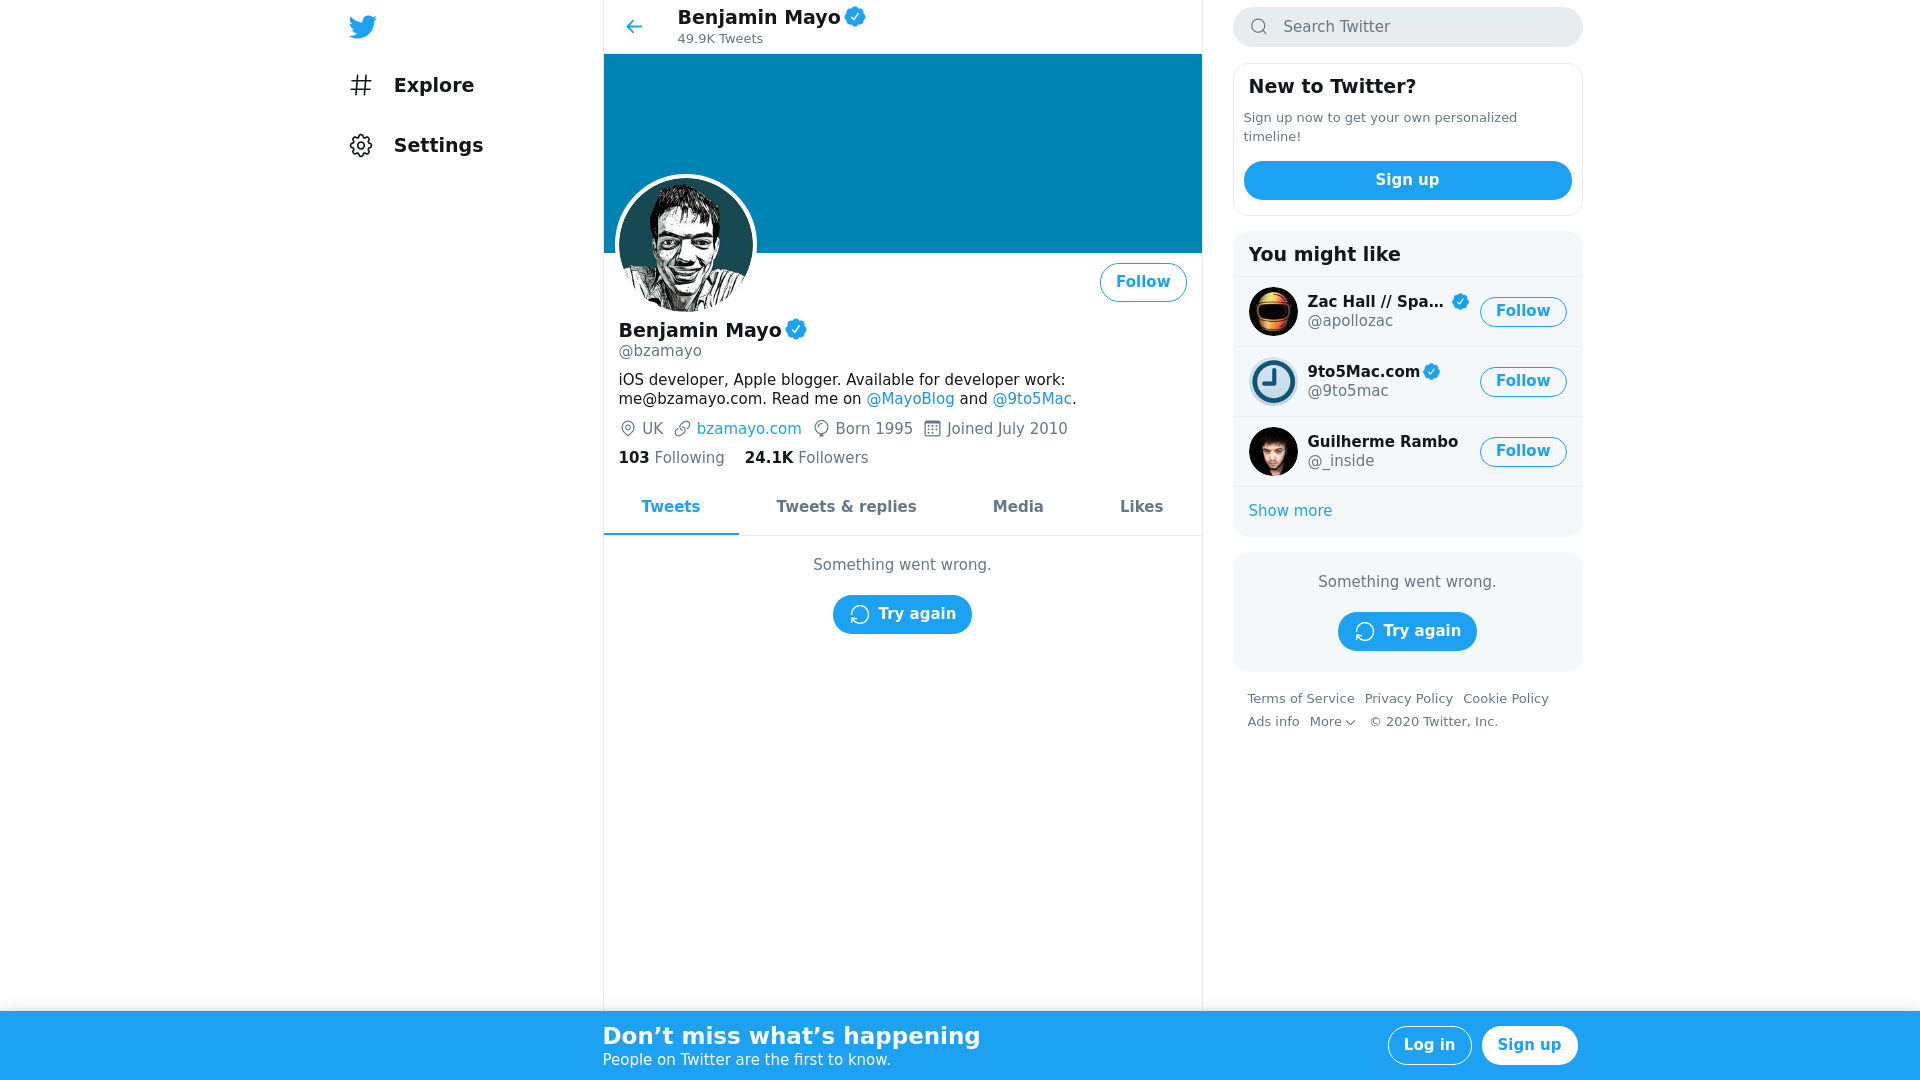 Explore
Settings
Benjamin Mayo
49.9K Tweets
Follow
Benjamin Mayo
@bzamayo
iOS developer, Apple blogger. Available for developer work:
me@bzamayo.com. Read me on @MayoBlog and @9to5Mac.
UK bzamayo.com Born 1995 Joined July 2010
103 Following 24.1K Followers
Tweets Tweets & replies Media Likes
Something went wrong.
Try again
Search Twitter
New to Twitter?
Sign up now to get your own personalized
timeline!
Sign up
You might like
Zac Hall // Spa...
@apollozac
Follow
9to5Mac.com
@9to5mac
Follow
Guilherme Rambo
@_inside
Follow
Show more
Something went wrong.
Try again
Terms of Service Privacy Policy Cookie Policy
Ads info More © 2020 Twitter, Inc.
Don’t miss what’s happening
People on Twitter are the first to know.
Log in Sign up